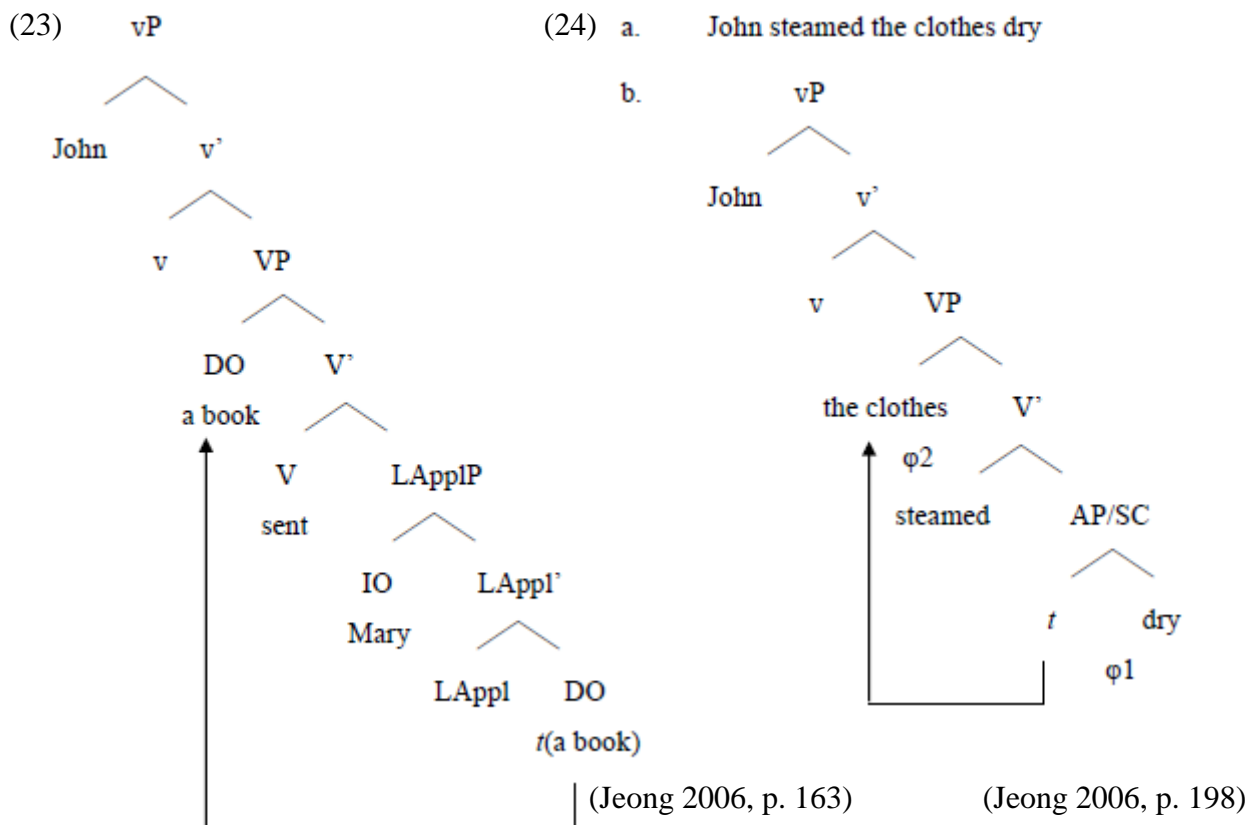 (23) vP (24) a. John steamed the clothes dry
b. vP
John v’
John v’
v VP
v VP
DO V’
a book
the clothes V’
φ2
V LApplP
sent
steamed AP/SC
IO LAppl’
Mary
t dry
φ1
LAppl DO
t(a book)
(Jeong 2006, p. 163) (Jeong 2006, p. 198)